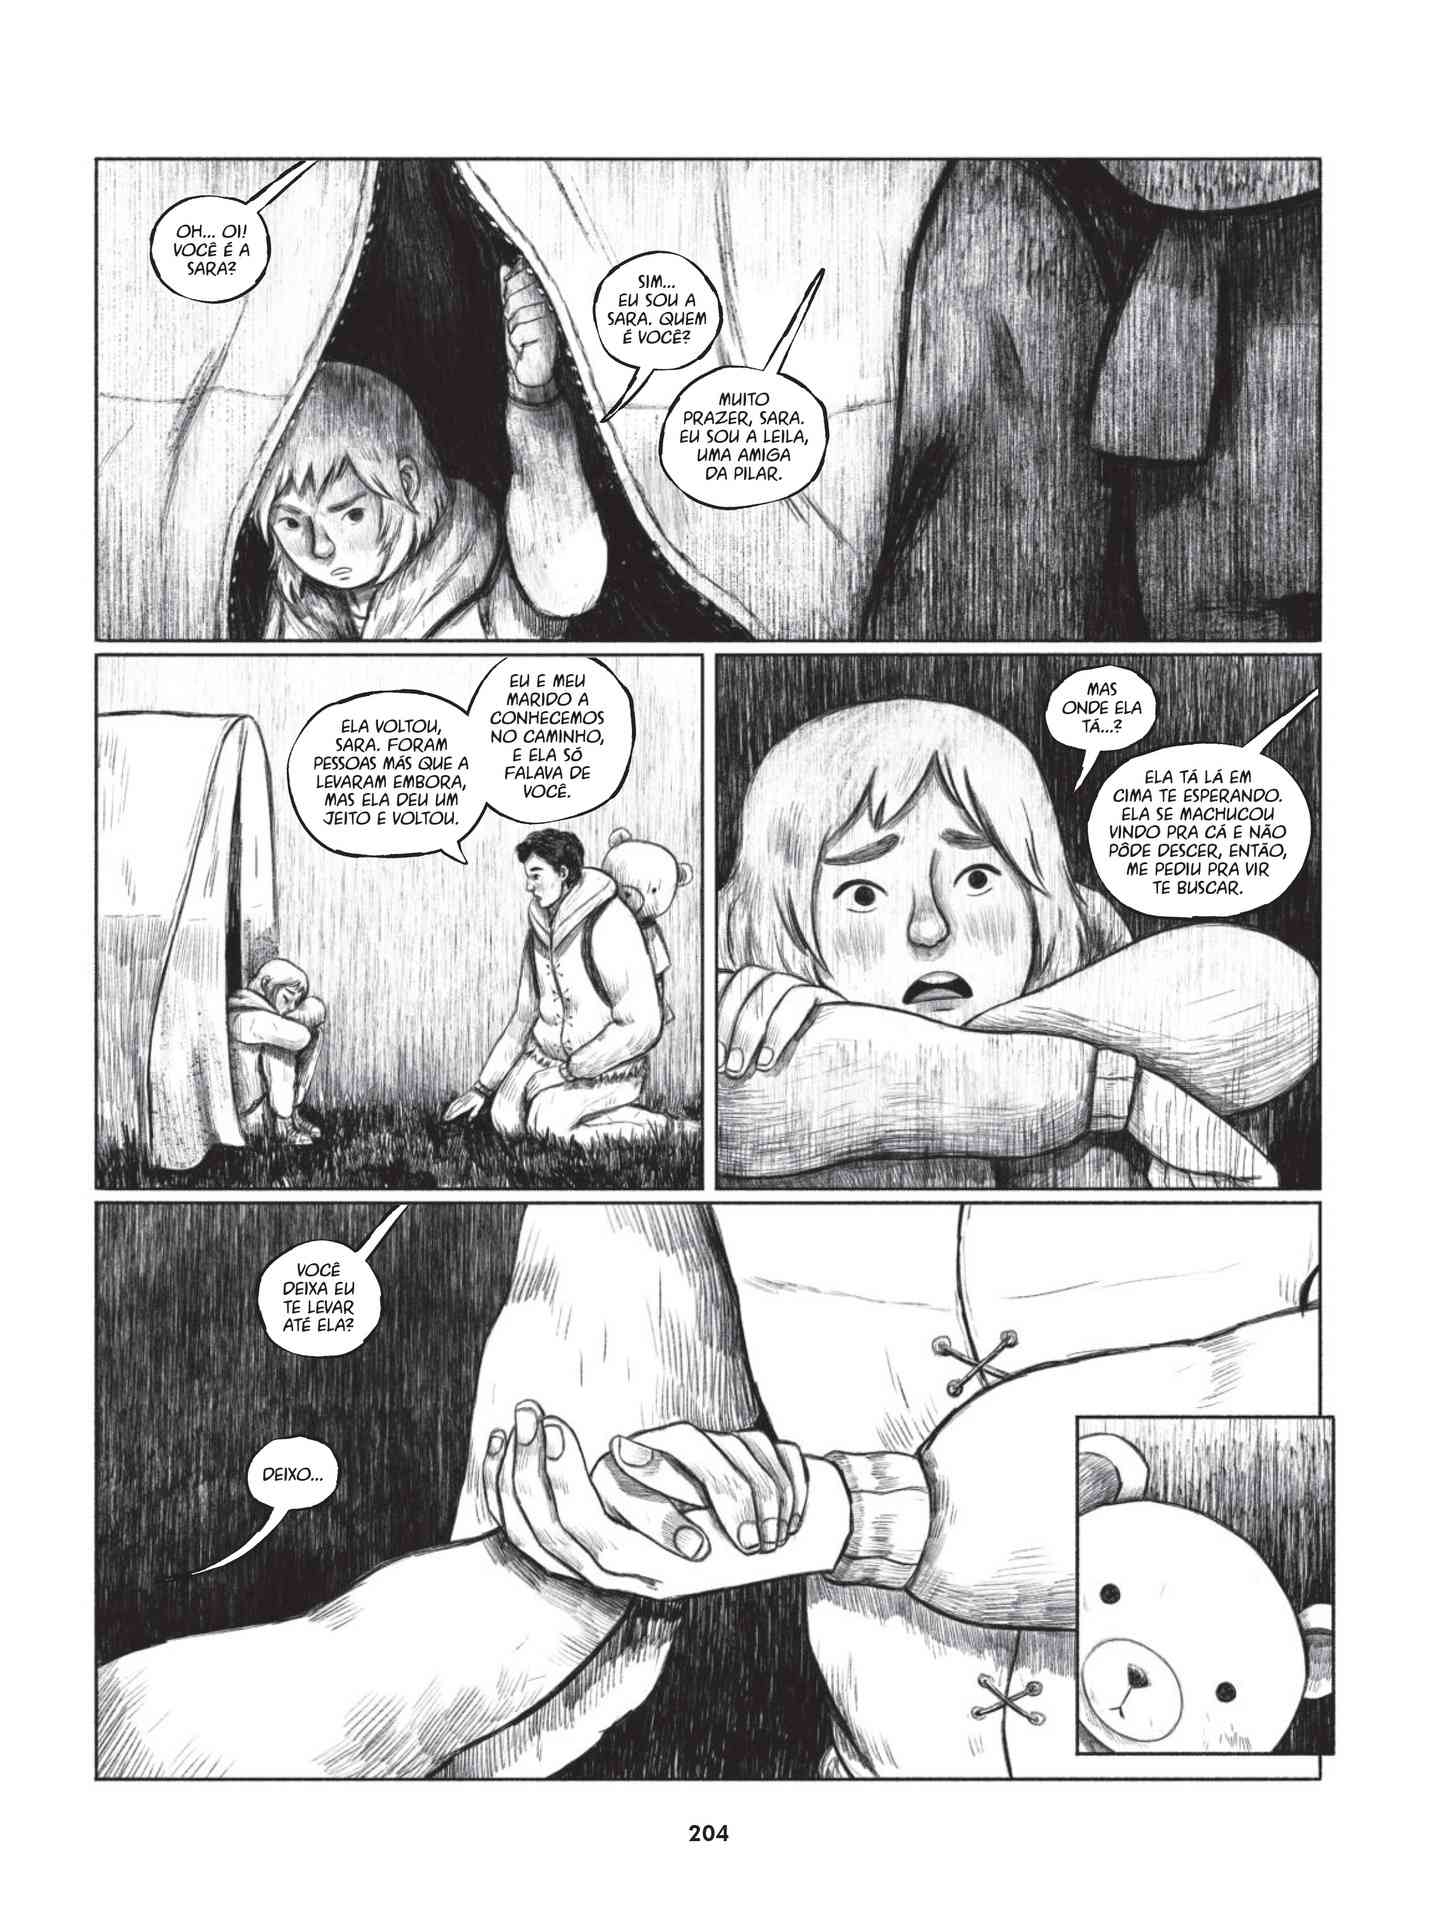 OH... OI!
VOCÊ É A
SARA?
SIM...
EU SOU A
SARA. QUEM
É VOCÊ?
MUITO
PRAZER, SARA.
EU SOU A LEILA,
UMA AMIGA
DA PILAR.
ELA VOLTOU,
SARA. FORAM
PESSOAS MÁS QUE A
LEVARAM EMBORA,
MAS ELA DEU UM
JEITO E VOLTOU.
EU E MEU
MARIDO A
CONHECEMOS
NO CAMINHO,
E ELA SÓ
FALAVA DE
VOCÊ.
MAS
ONDE ELA
TÁ...?
ELA TÁ LÁ EM
CIMA TE ESPERANDO.
ELA SE MACHUCOU
VINDO PRA CÁ E NÃO
PÔDE DESCER, ENTÃO,
ME PEDIU PRA VIR
TE BUSCAR.
VOCÊ
DEIXA EU
TE LEVAR
ATÉ ELA?
DEIXO...
204